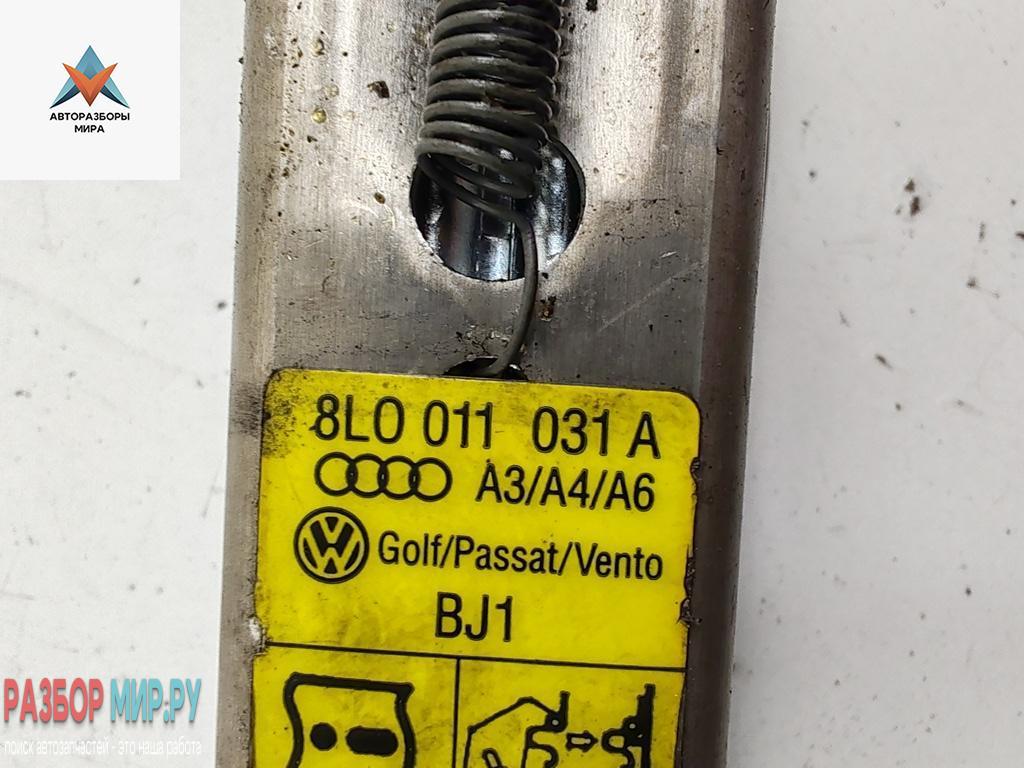 АВТОРАЗБОРЫ
МИРА
8L0 011 031 A
A3/A4/A6
Golf/Passat/Vento
BJ1
РАЗБОР МИР.РУ
поиск автозапчастей - это наша работа